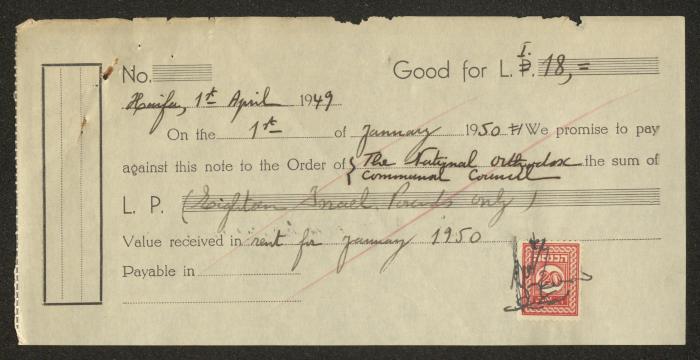 No. Good for L. I. P. 18,=
Haifa, 1st April 1949
On the 1st of January 1950 We promise to pay
against this note to the Order of { The National Orthodox the sum of
Communal Council
L. P. (Eighteen Israel Pounds only)
Value received in "rent" for January 1950
Payable in
הכנסה
20